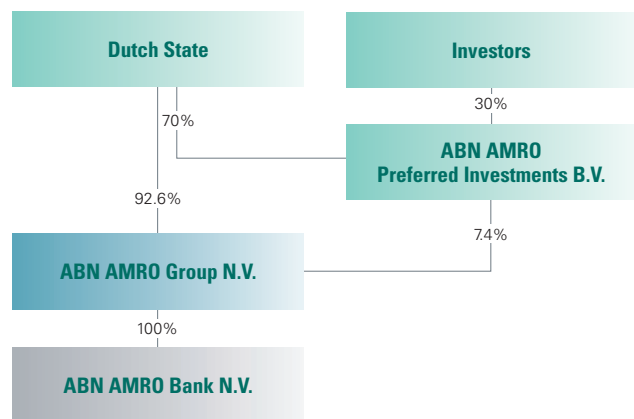 Dutch State
Investors
70%
30%
ABN AMRO
Preferred Investments B.V.
92.6%
7.4%
ABN AMRO Group N.V.
100%
ABN AMRO Bank N.V.